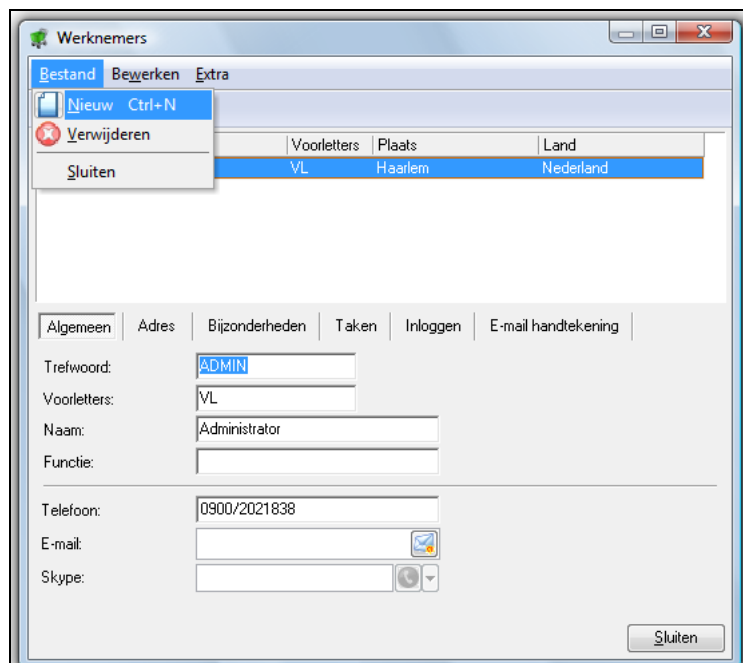 Werknemers
Bestand Bewerken Extra
Nieuw Ctrl+N
Verwijderen
Sluiten
Voorletters Plaats Land
VL Haarlem Nederland
Algemeen Adres Bijzonderheden Taken Inloggen E-mail handtekening
Trefwoord: ADMIN
Voorletters: VL
Naam: Administrator
Functie:
Telefoon: 0900/2021838
E-mail:
Skype:
Sluiten